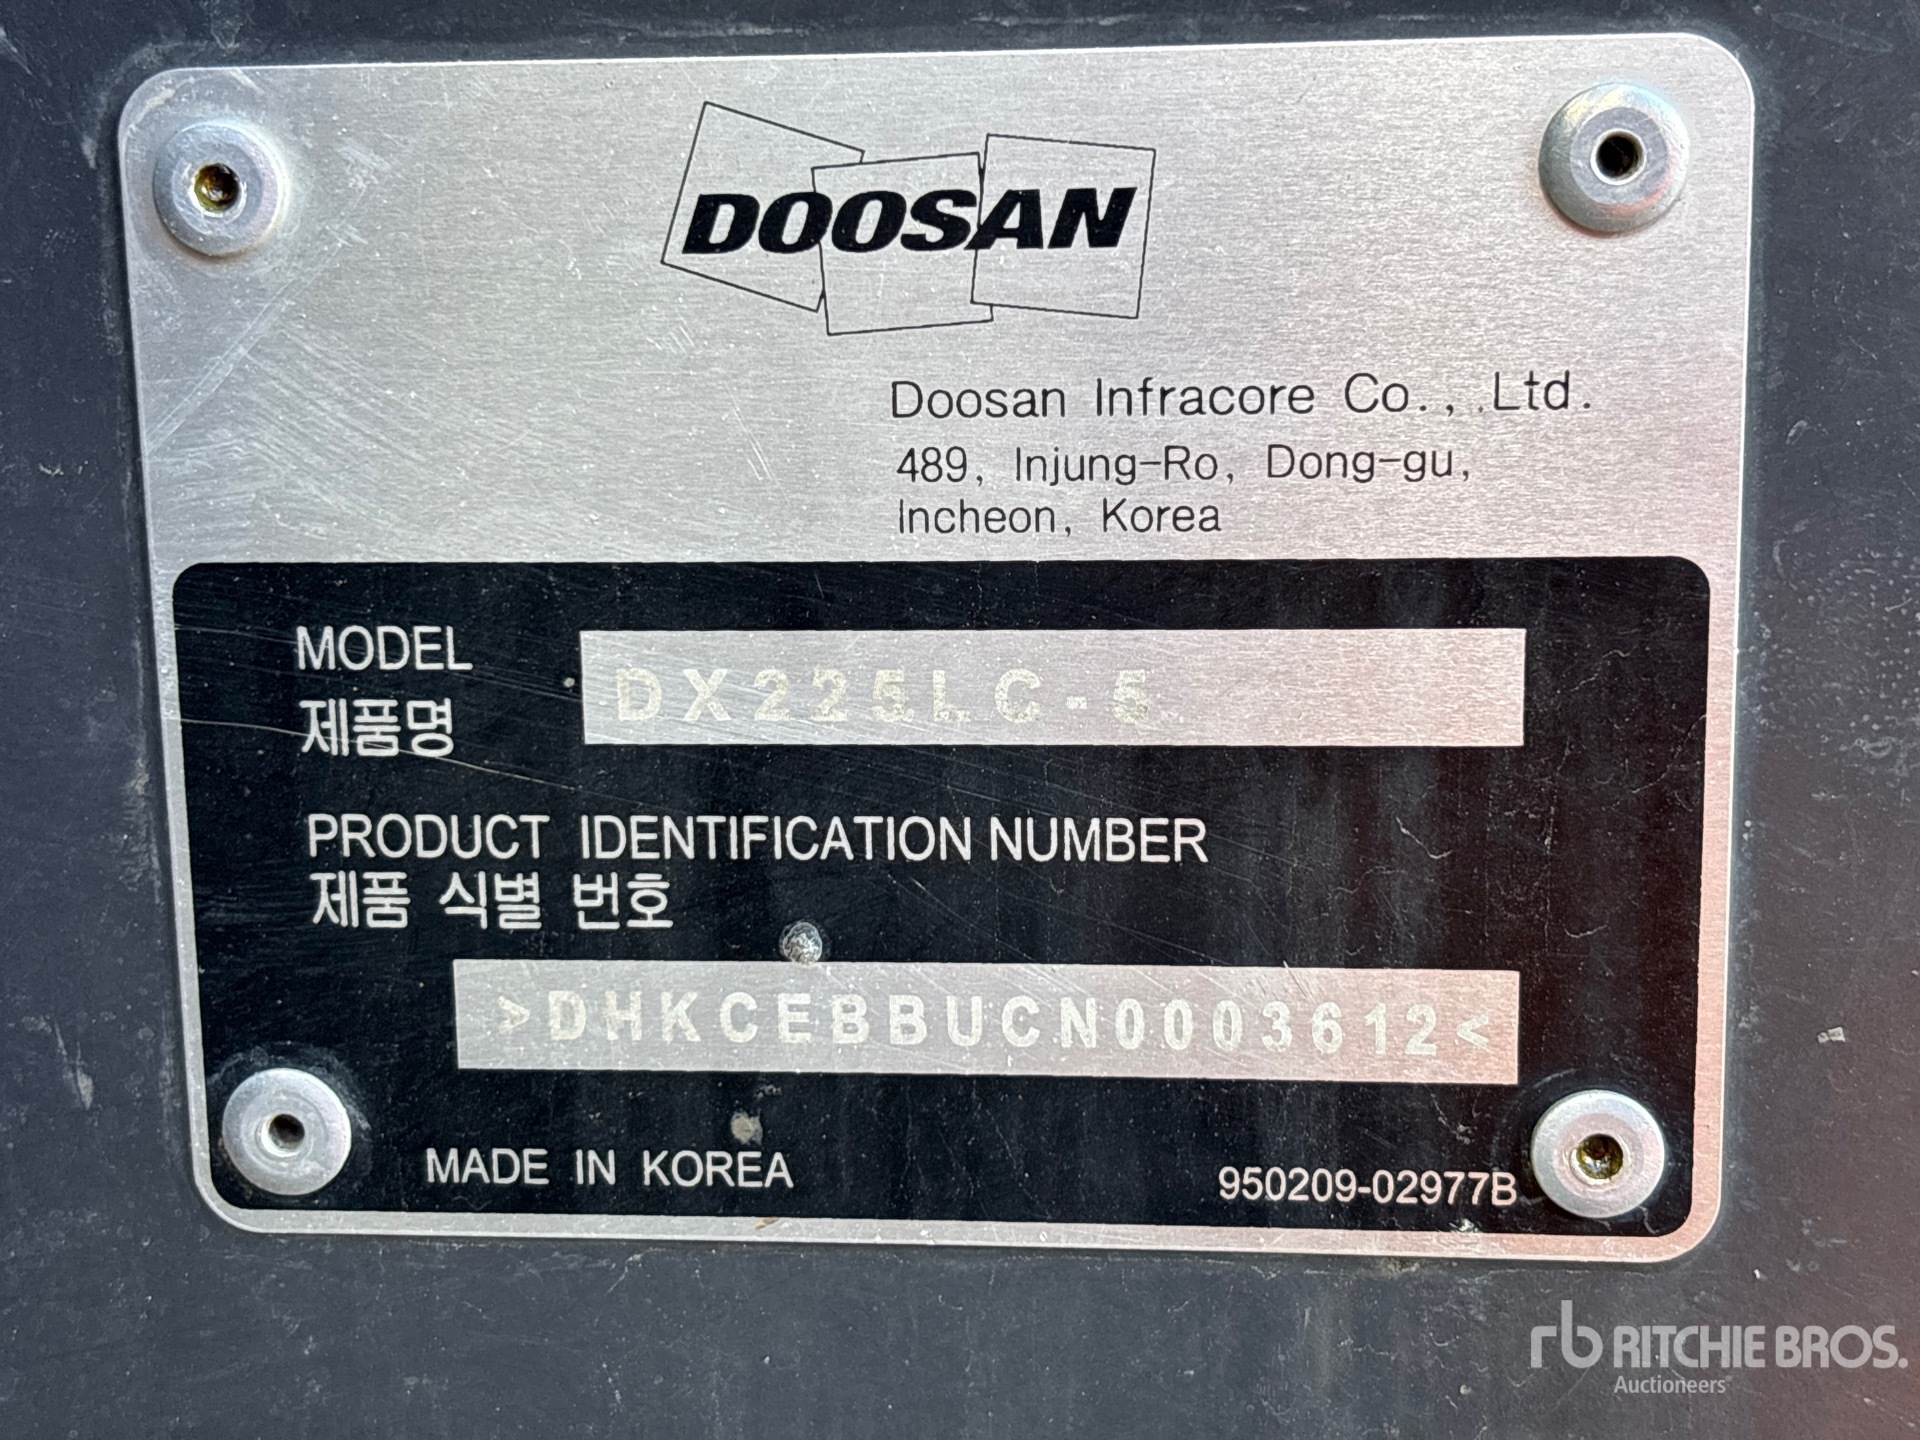 DOOSAN
Doosan Infracore Co., Ltd.
489, Injung-Ro, Dong-gu,
Incheon, Korea
MODEL
제품명
DX225LC-5
PRODUCT IDENTIFICATION NUMBER
제품 식별 번호
>DHKCEBBUCN0003612<
MADE IN KOREA
950209-02977B
rb RITCHIE BROS.
Auctioneers